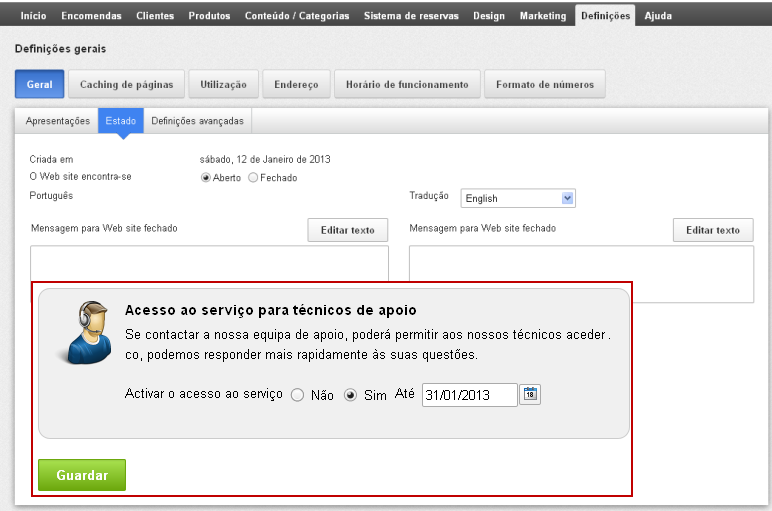 Início Encomendas Clientes Produtos Conteúdo / Categorias Sistema de reservas Design Marketing Definições Ajuda
Definições gerais
Geral Caching de páginas Utilização Endereço Horário de funcionamento Formato de números
Apresentações Estado Definições avançadas
Criada em sábado, 12 de Janeiro de 2013
O Web site encontra-se Aberto Fechado
Português Tradução English
Mensagem para Web site fechado Editar texto Mensagem para Web site fechado Editar texto
Acesso ao serviço para técnicos de apoio
Se contactar a nossa equipa de apoio, poderá permitir aos nossos técnicos aceder .
co, podemos responder mais rapidamente às suas questões.
Activar o acesso ao serviço Não Sim Até 31/01/2013 18
Guardar